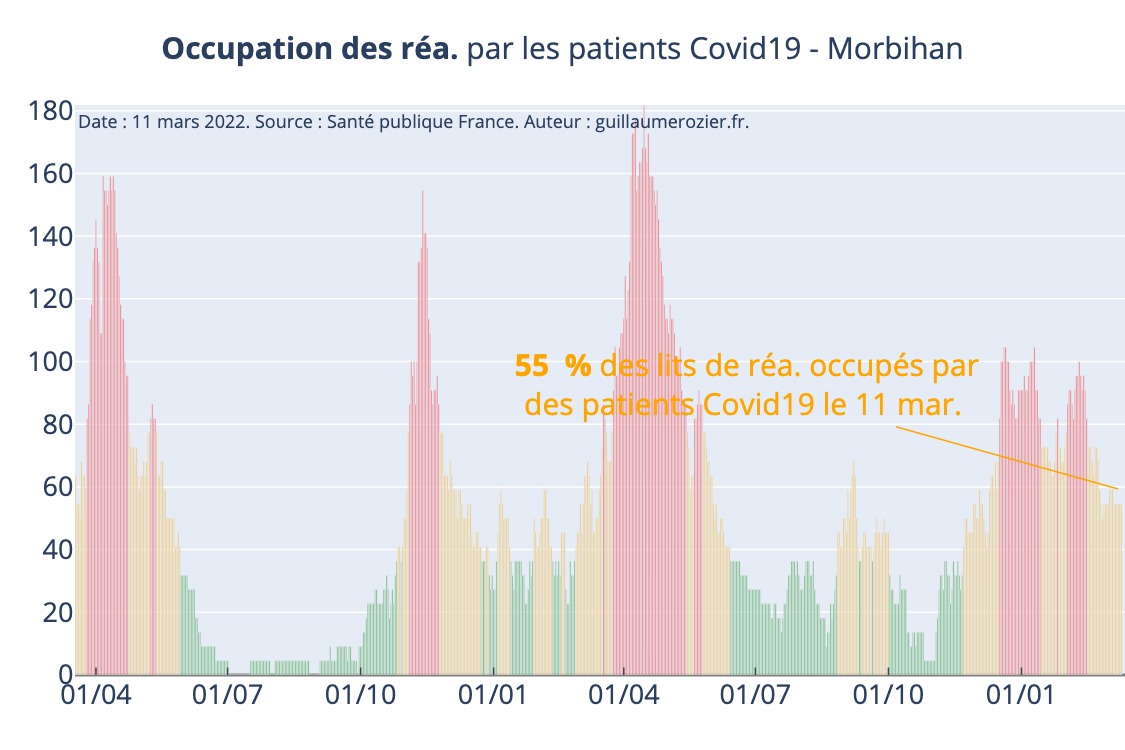 Occupation des réa. par les patients Covid19 - Morbihan
180
Date : 11 mars 2022. Source : Santé publique France. Auteur : guillaumerozier.fr.
160
140
120
100
55 % des lits de réa. occupés par
des patients Covid19 le 11 mar.
80
60
40
20
0
01/04 01/07 01/10 01/01 01/04 01/07 01/10 01/01